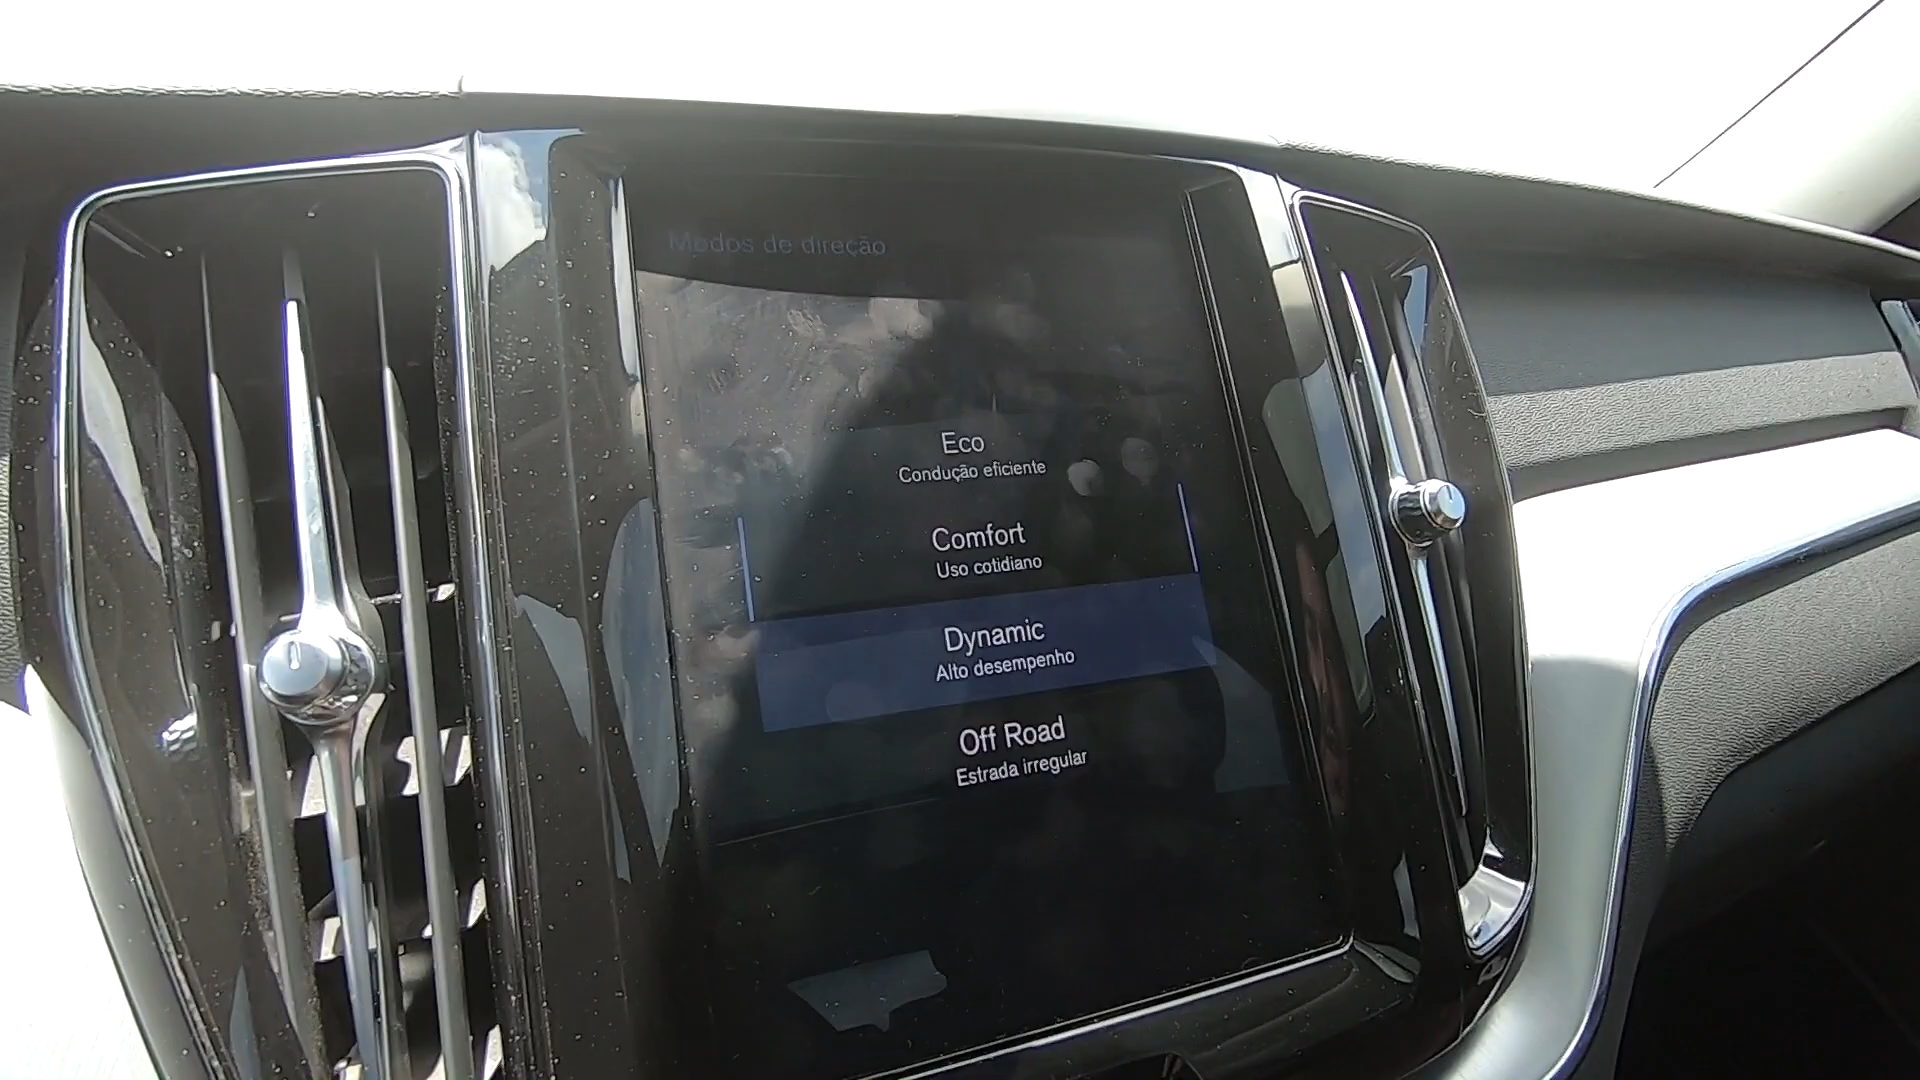 Modos de direção
Eco
Condução eficiente
Comfort
Uso cotidiano
Dynamic
Alto desempenho
Off Road
Estrada irregular